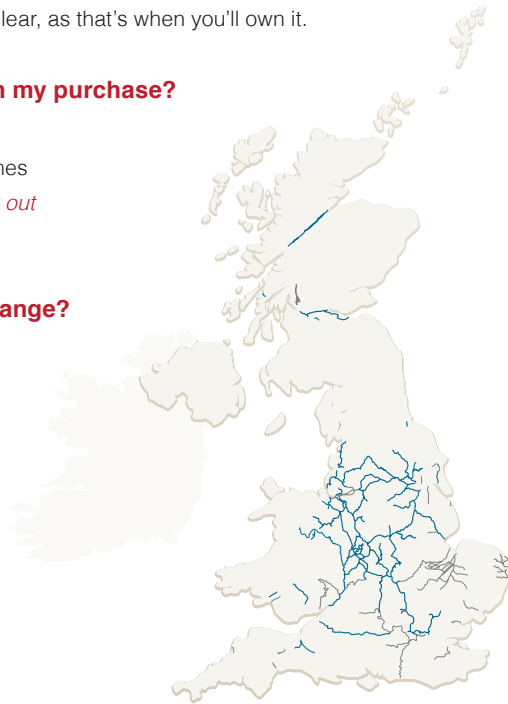 lear, as that’s when you’ll own it.
n my purchase?
nes
out
ange?